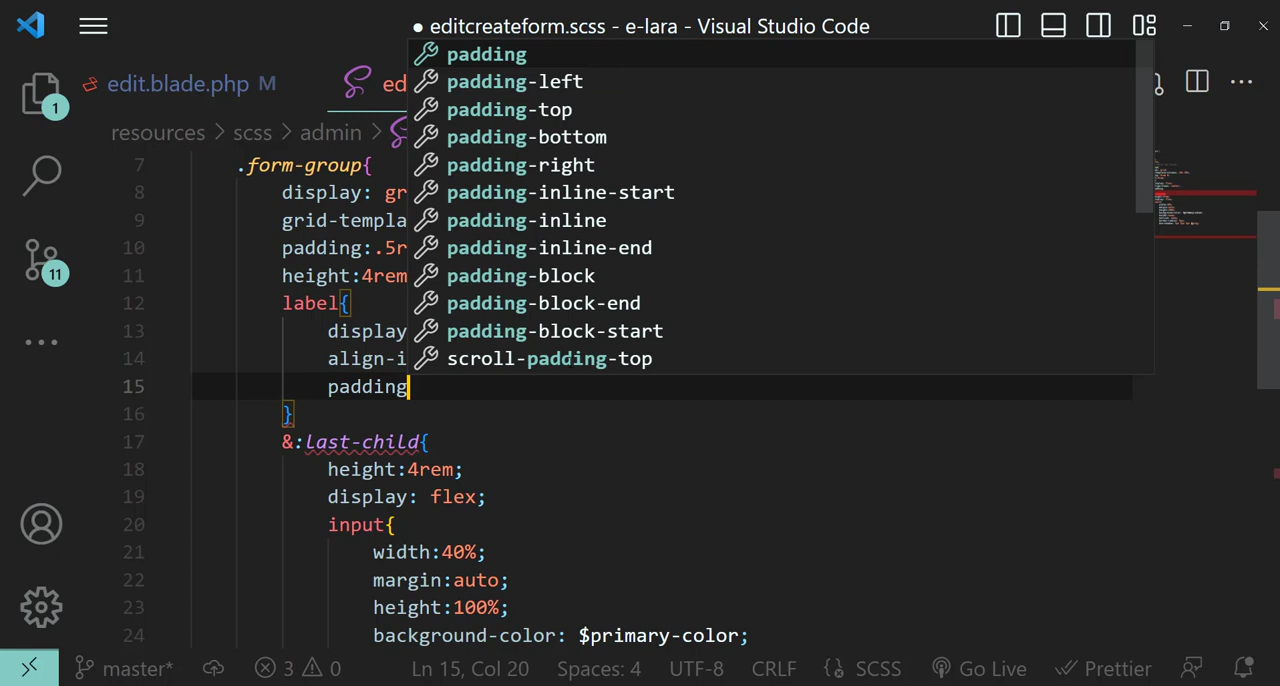 ● editcreateform.scss - e-lara - Visual Studio Code
edit.blade.php M
ed
resources > scss > admin >
padding
padding-left
padding-top
padding-bottom
padding-right
padding-inline-start
padding-inline
padding-inline-end
padding-block
padding-block-end
padding-block-start
scroll-padding-top
1
11
7 .form-group{
8 display: gr
9 grid-templa
10 padding:.5r
11 height:4rem
12 label{
13 display
14 align-i
15 padding
16 }
17 &:last-child{
18 height:4rem;
19 display: flex;
20 input{
21 width:40%;
22 margin:auto;
23 height:100%;
24 background-color: $primary-color;
master* 3 0 Ln 15, Col 20 Spaces: 4 UTF-8 CRLF {} SCSS Go Live Prettier